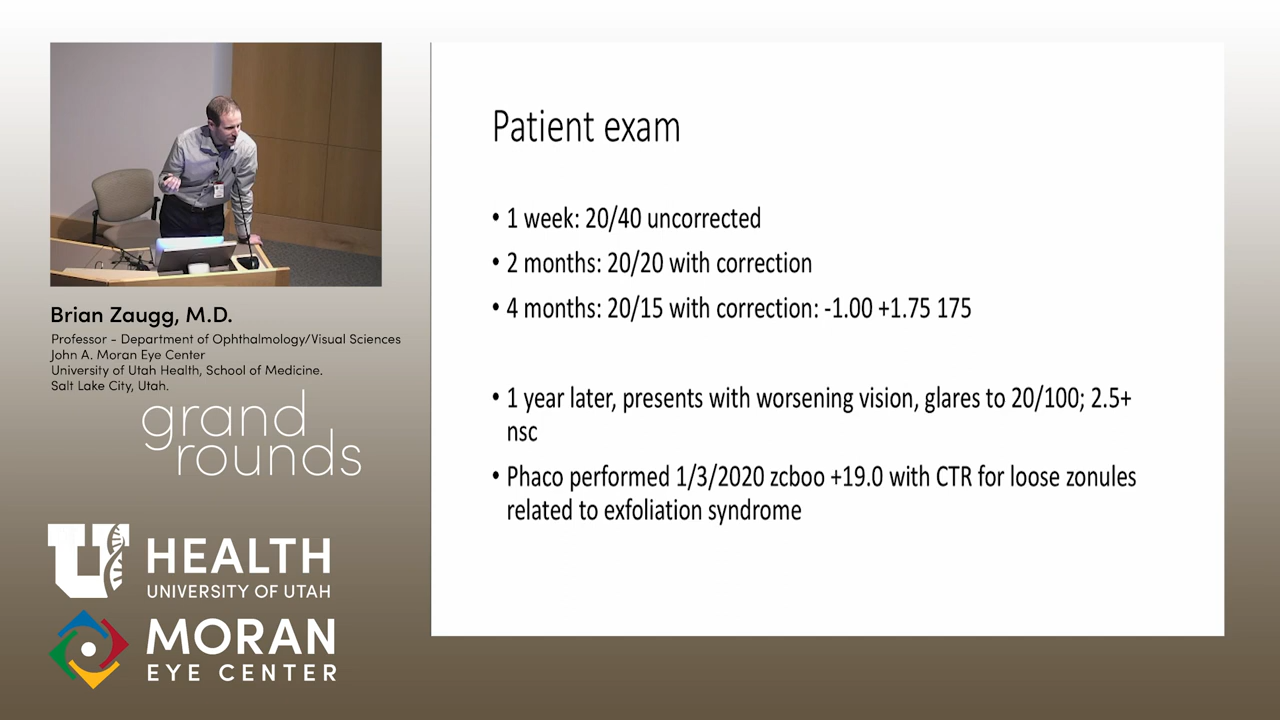 Patient exam
• 1 week: 20/40 uncorrected
• 2 months: 20/20 with correction
• 4 months: 20/15 with correction: -1.00 +1.75 175
• 1 year later, presents with worsening vision, glares to 20/100; 2.5+
nsc
• Phaco performed 1/3/2020 zcboo +19.0 with CTR for loose zonules
related to exfoliation syndrome
Brian Zaugg, M.D.
Professor - Department of Ophthalmology/Visual Sciences
John A. Moran Eye Center
University of Utah Health, School of Medicine.
Salt Lake City, Utah.
grand
rounds
U HEALTH
UNIVERSITY OF UTAH
MORAN
EYE CENTER